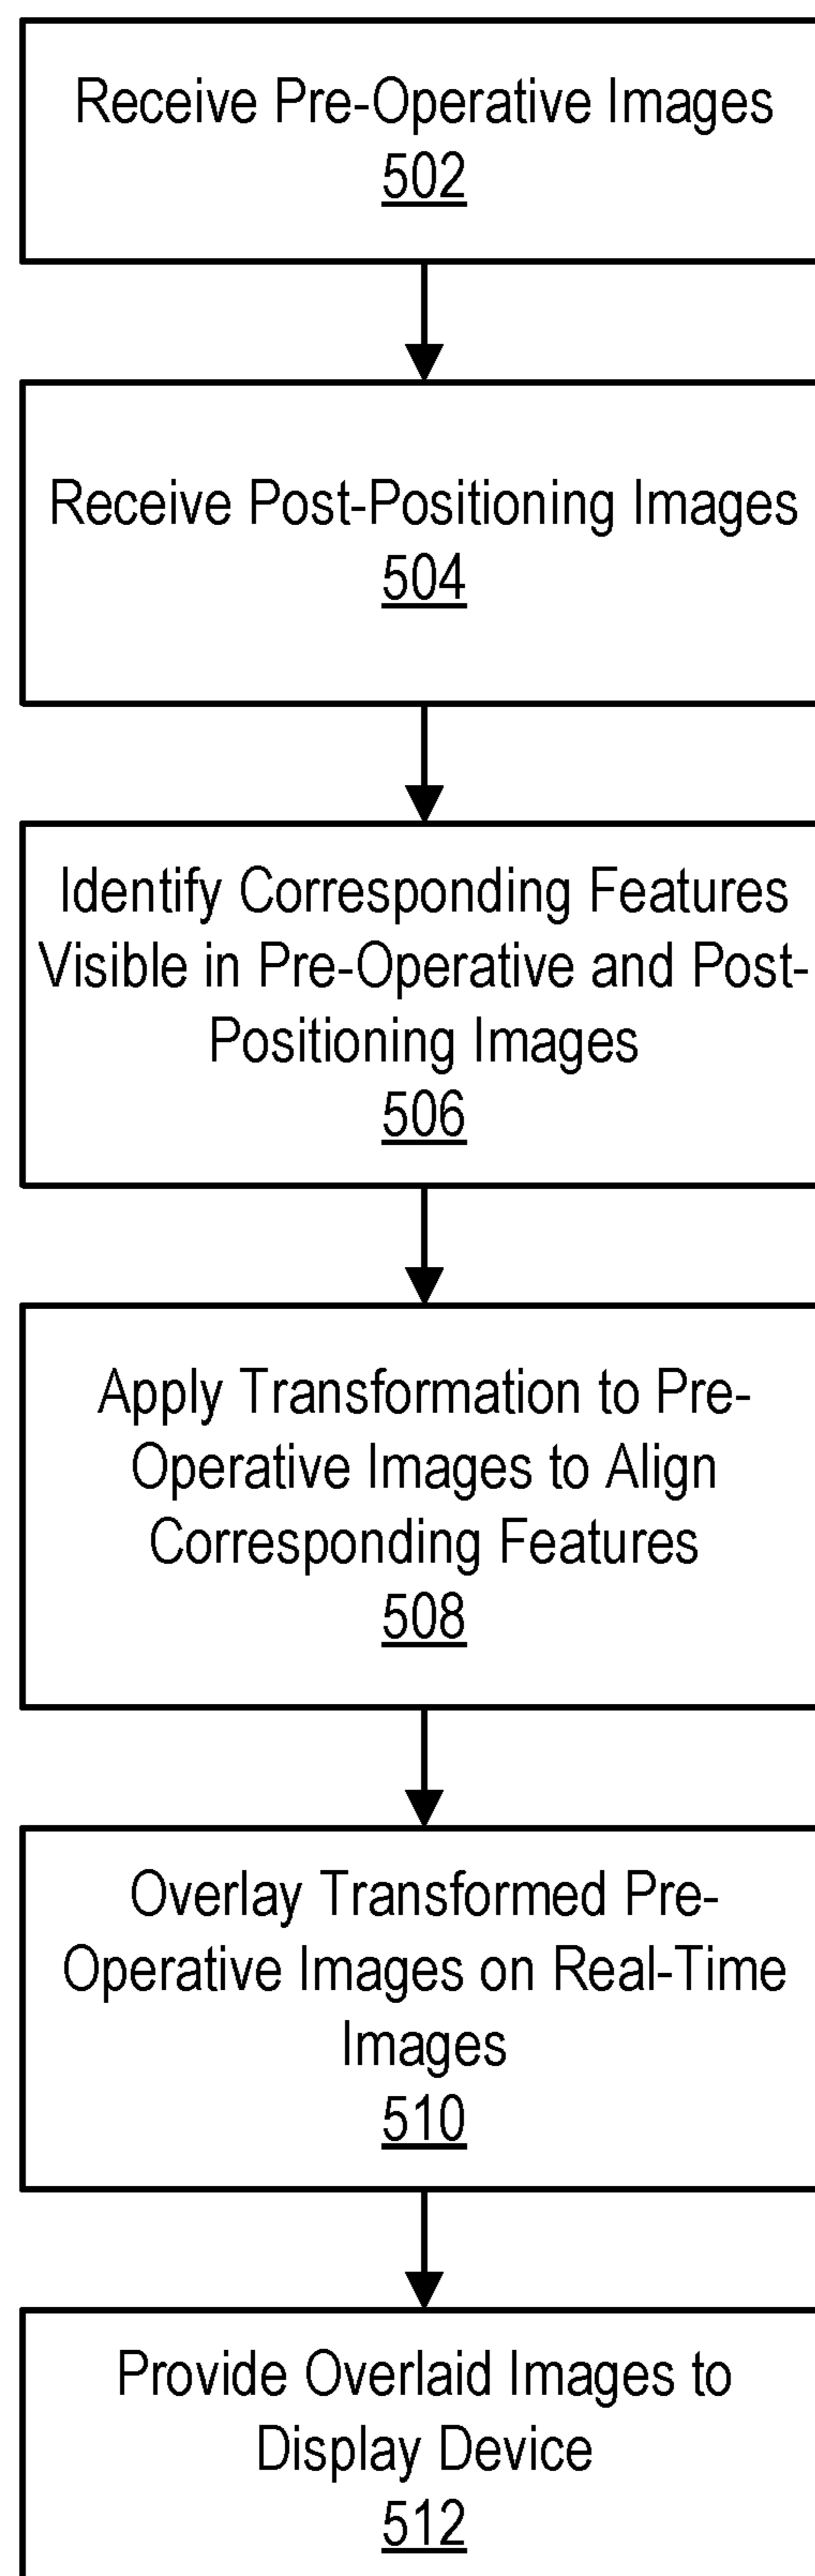 Receive Pre-Operative Images
502
Receive Post-Positioning Images
504
Identify Corresponding Features
Visible in Pre-Operative and Post-
Positioning Images
506
Apply Transformation to Pre-
Operative Images to Align
Corresponding Features
508
Overlay Transformed Pre-
Operative Images on Real-Time
Images
510
Provide Overlaid Images to
Display Device
512